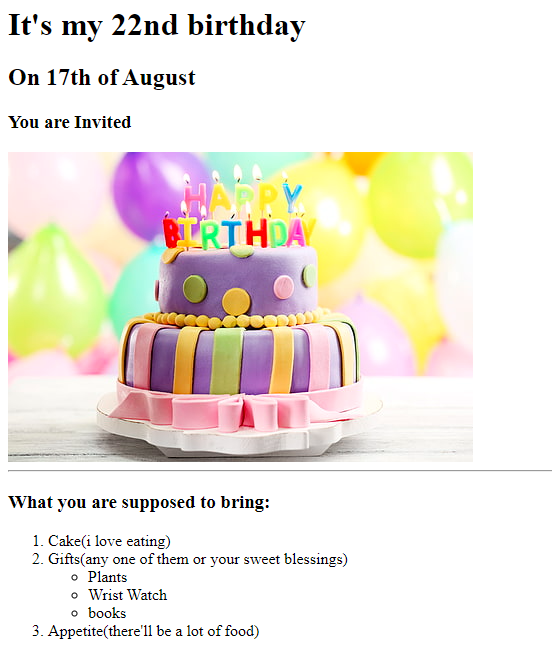 It's my 22nd birthday
On 17th of August
You are Invited
HAPPY
BIRTHDAY
What you are supposed to bring:
1. Cake(i love eating)
2. Gifts(any one of them or your sweet blessings)
Plants
Wrist Watch
books
3. Appetite(there'll be a lot of food)